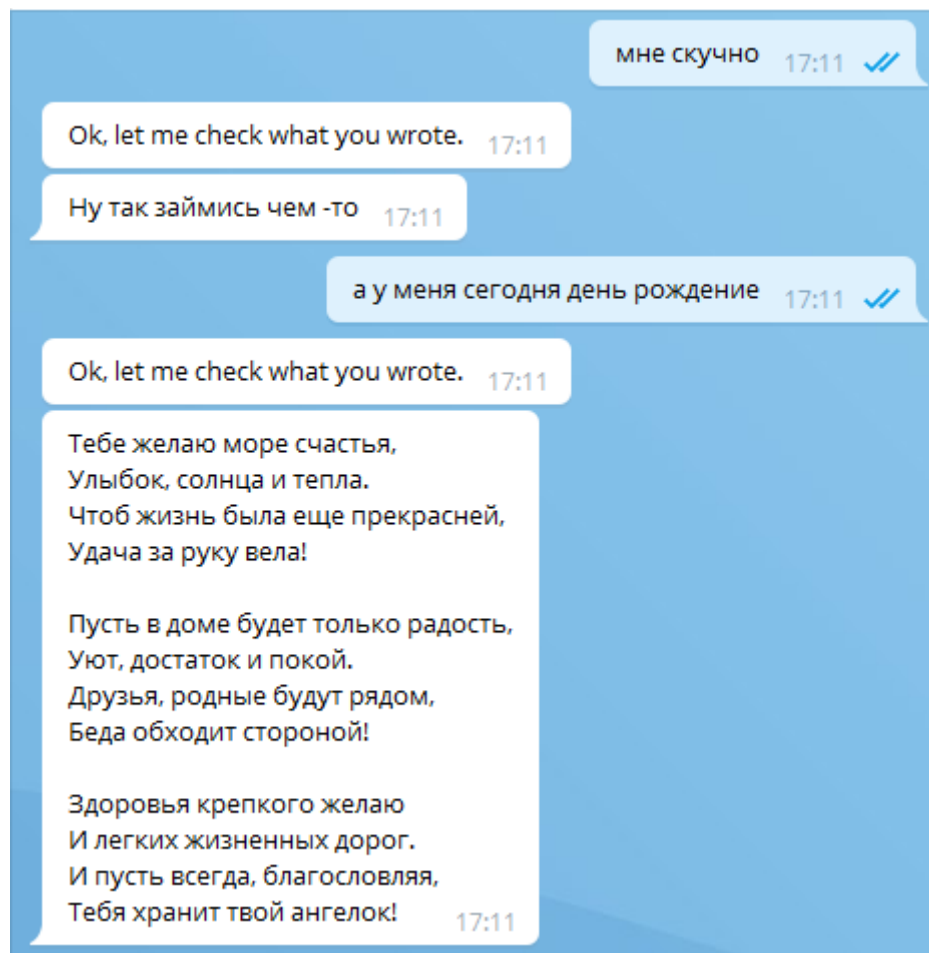 мне скучно 17:11
Ok, let me check what you wrote. 17:11
Ну так займись чем -то 17:11
а у меня сегодня день рождение 17:11
Ok, let me check what you wrote. 17:11
Тебе желаю море счастья,
Улыбок, солнца и тепла.
Чтоб жизнь была еще прекрасней,
Удача за руку вела!
Пусть в доме будет только радость,
Уют, достаток и покой.
Друзья, родные будут рядом,
Беда обходит стороной!
Здоровья крепкого желаю
И легких жизненных дорог.
И пусть всегда, благословляя,
Тебя хранит твой ангелок! 17:11